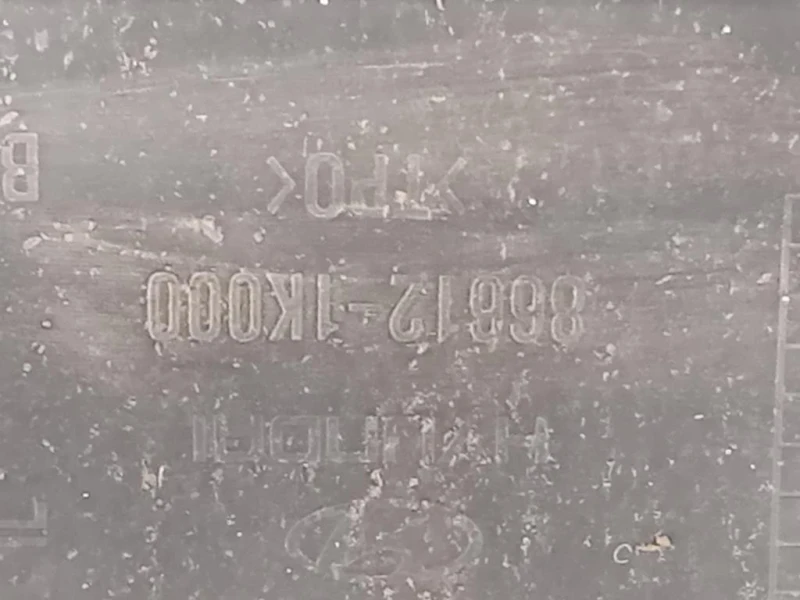 L
HYUNDAI
86612-1K000
>TPO< B